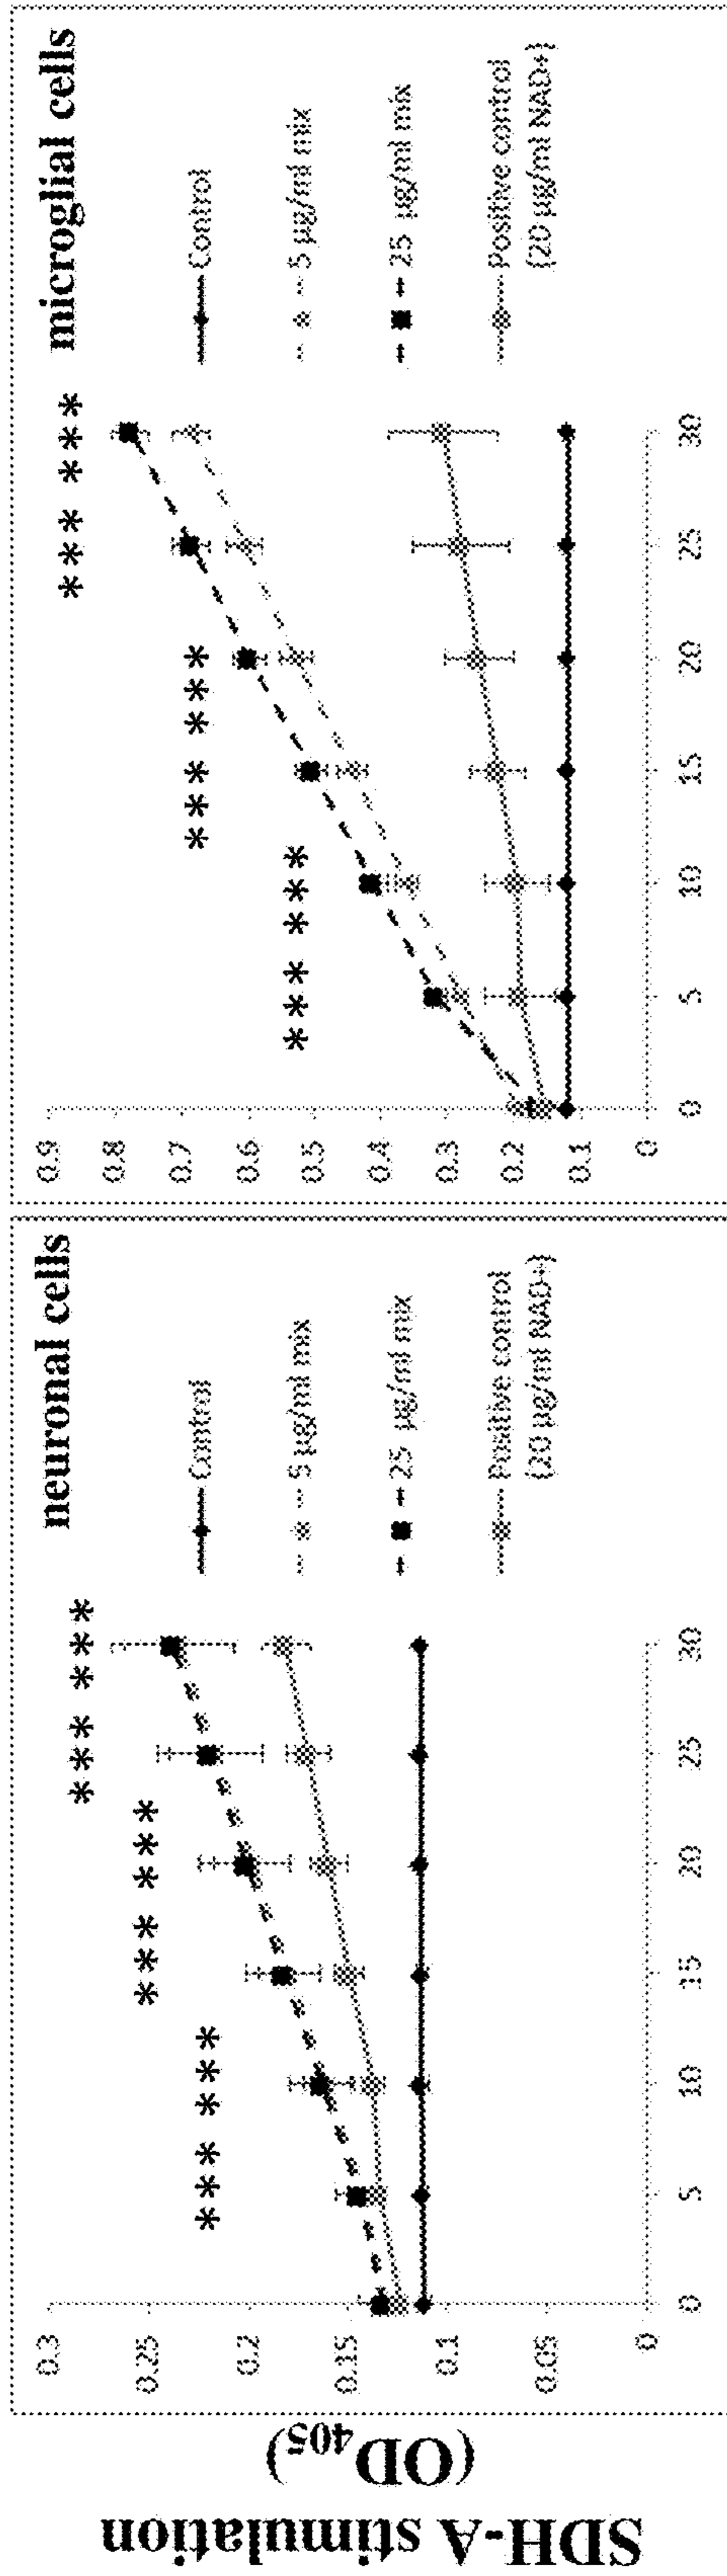 SDH-A stimulation
(OD405)
neuronal cells
0.3
0.25
0.2
0.15
0.1
0.05
0
0 5 10 15 20 25 30
*** ***
*** ***
*** ***
Control
5 µg/ml mix
25 µg/ml mix
Positive control
(20 µg/ml NAD+)
microglial cells
0.9
0.8
0.7
0.6
0.5
0.4
0.3
0.2
0.1
0
0 5 10 15 20 25 30
*** ***
*** ***
*** ***
Control
5 µg/ml mix
25 µg/ml mix
Positive control
(20 µg/ml NAD+)